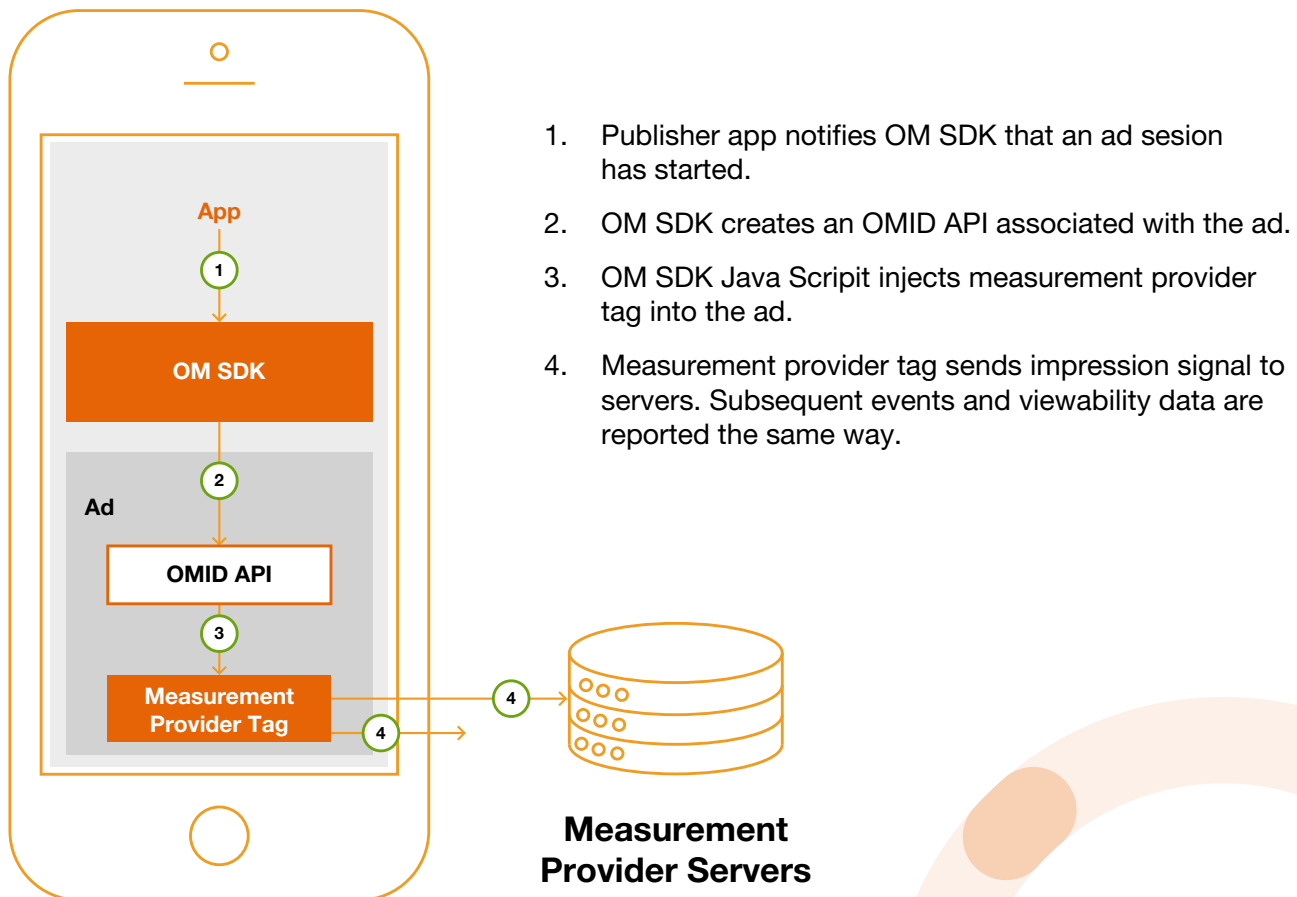 App
1
OM SDK
2
Ad
OMID API
3
Measurement
Provider Tag
4
4
Measurement
Provider Servers
1. Publisher app notifies OM SDK that an ad sesion
has started.
2. OM SDK creates an OMID API associated with the ad.
3. OM SDK Java Scripit injects measurement provider
tag into the ad.
4. Measurement provider tag sends impression signal to
servers. Subsequent events and viewability data are
reported the same way.